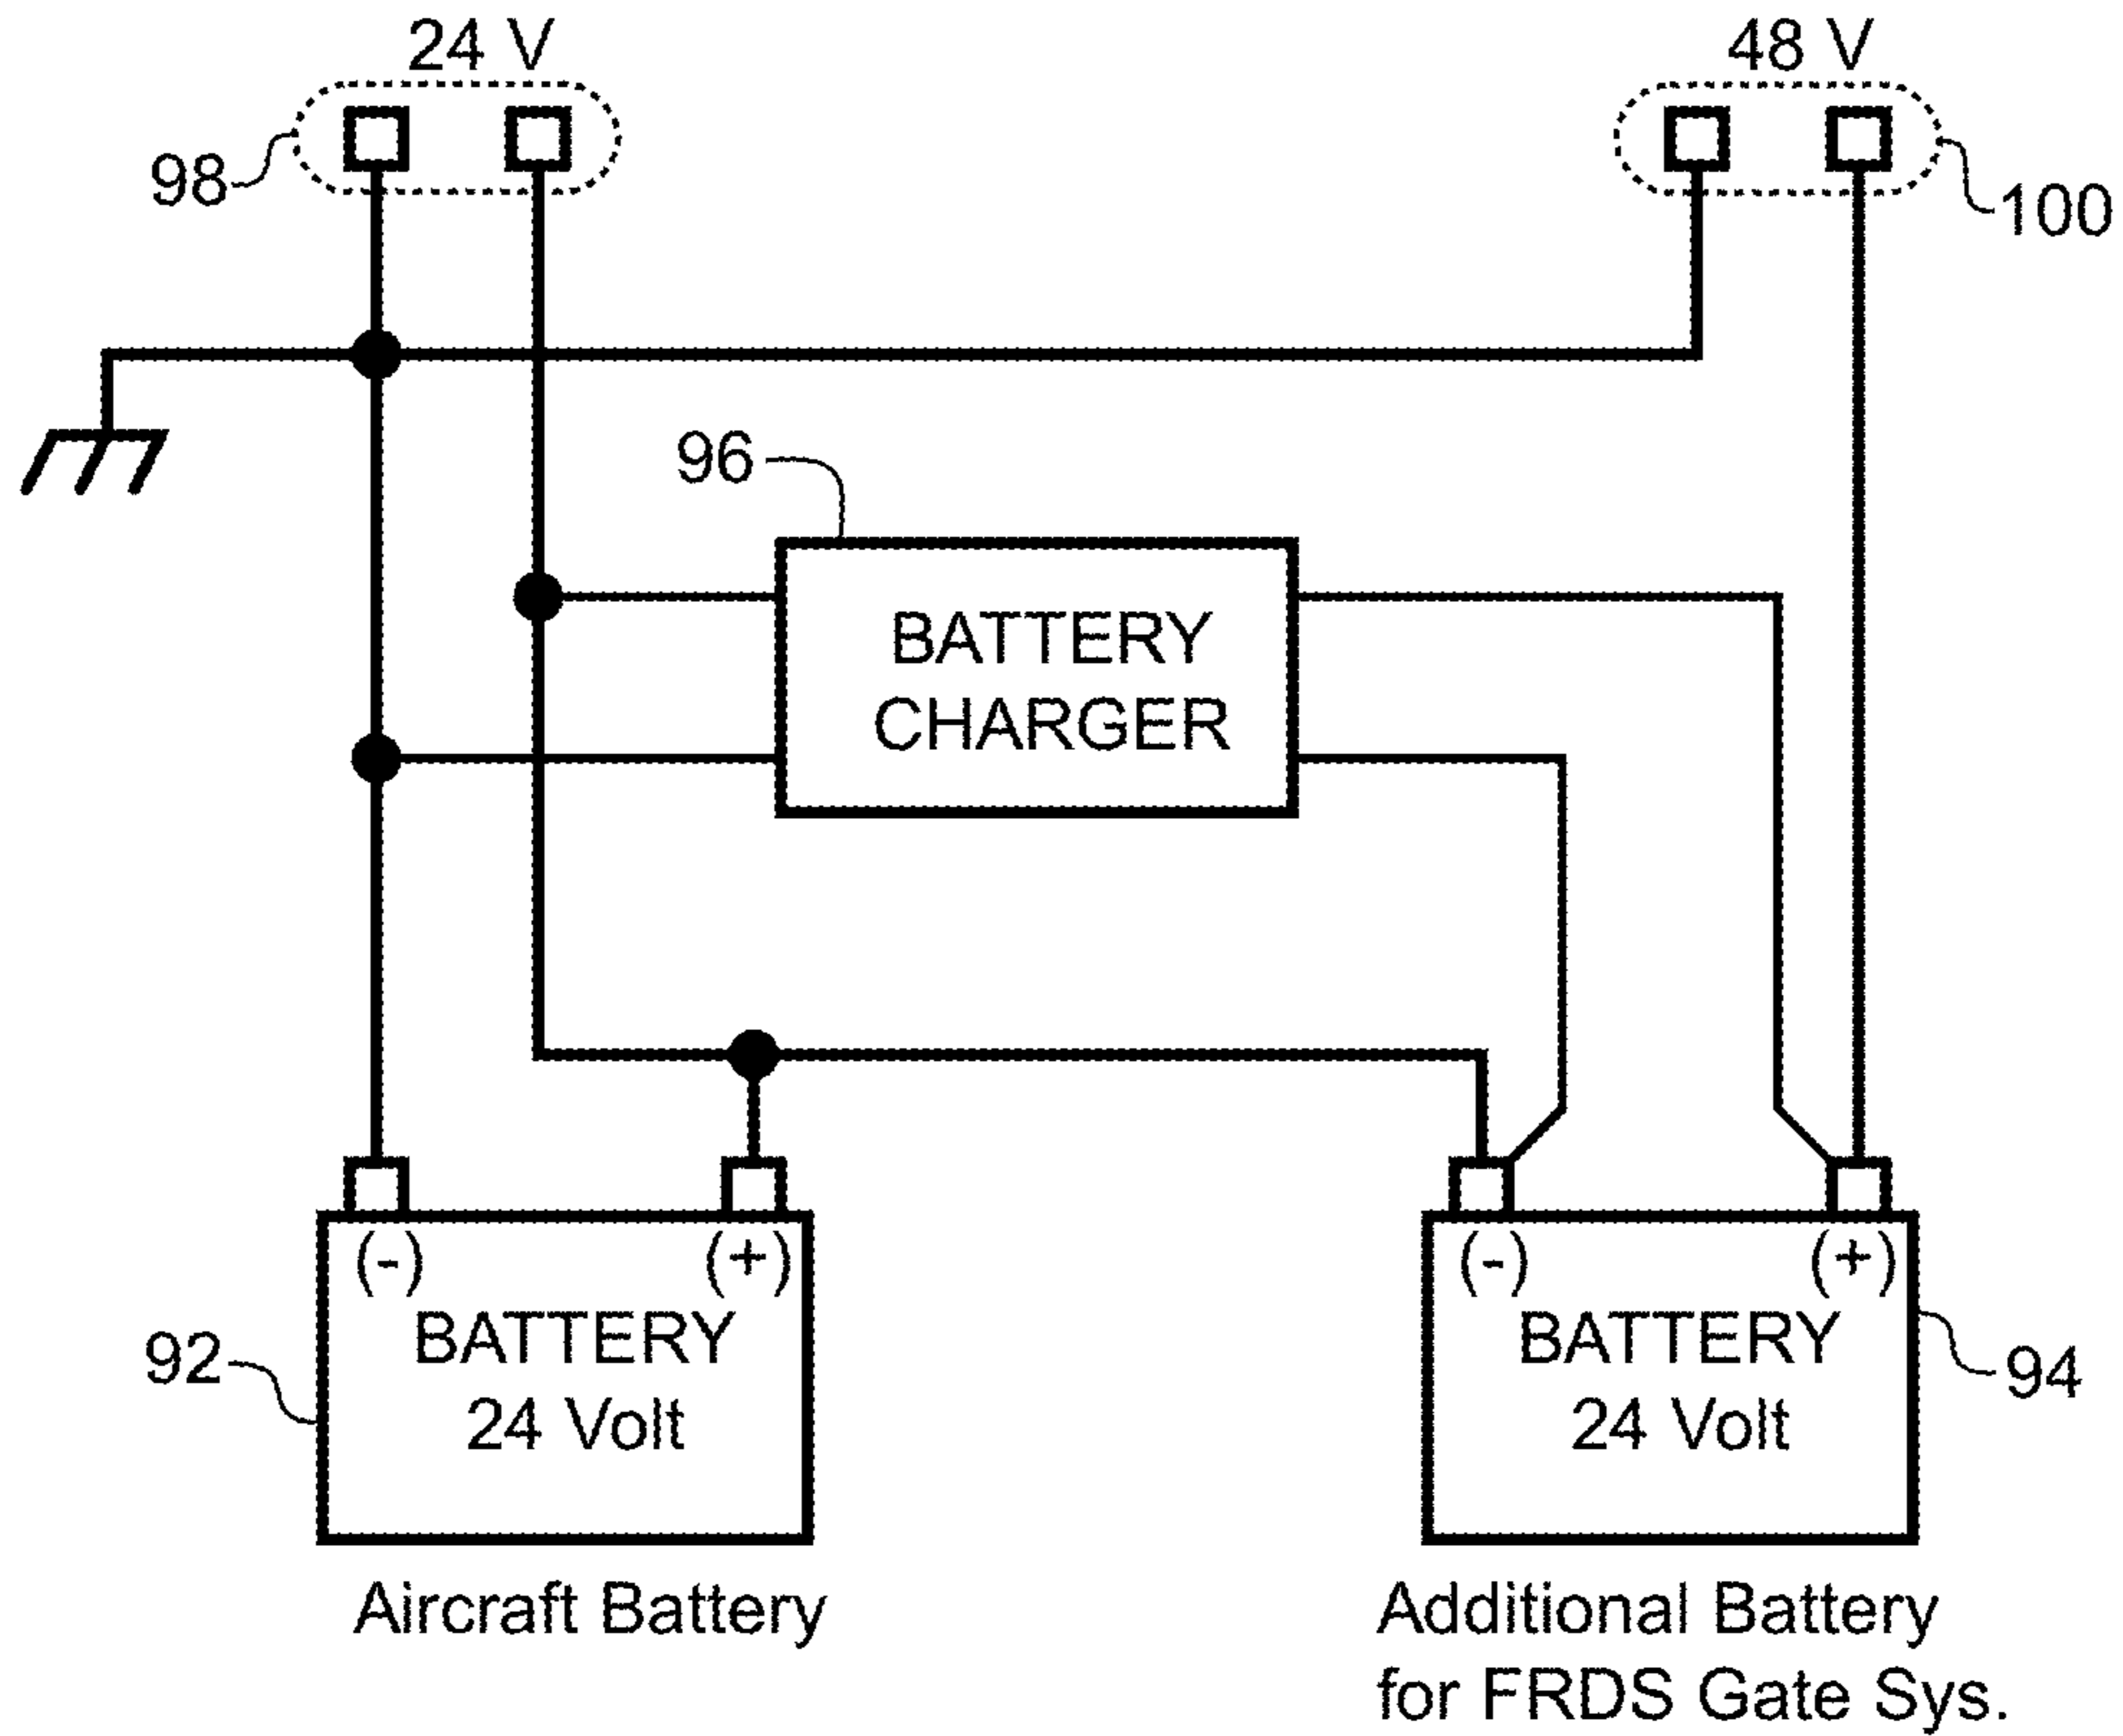 24 V
48 V
98
100
96
BATTERY
CHARGER
(-)
(+)
(-)
(+)
BATTERY
24 Volt
92
BATTERY
24 Volt
94
Aircraft Battery
Additional Battery
for FRDS Gate Sys.